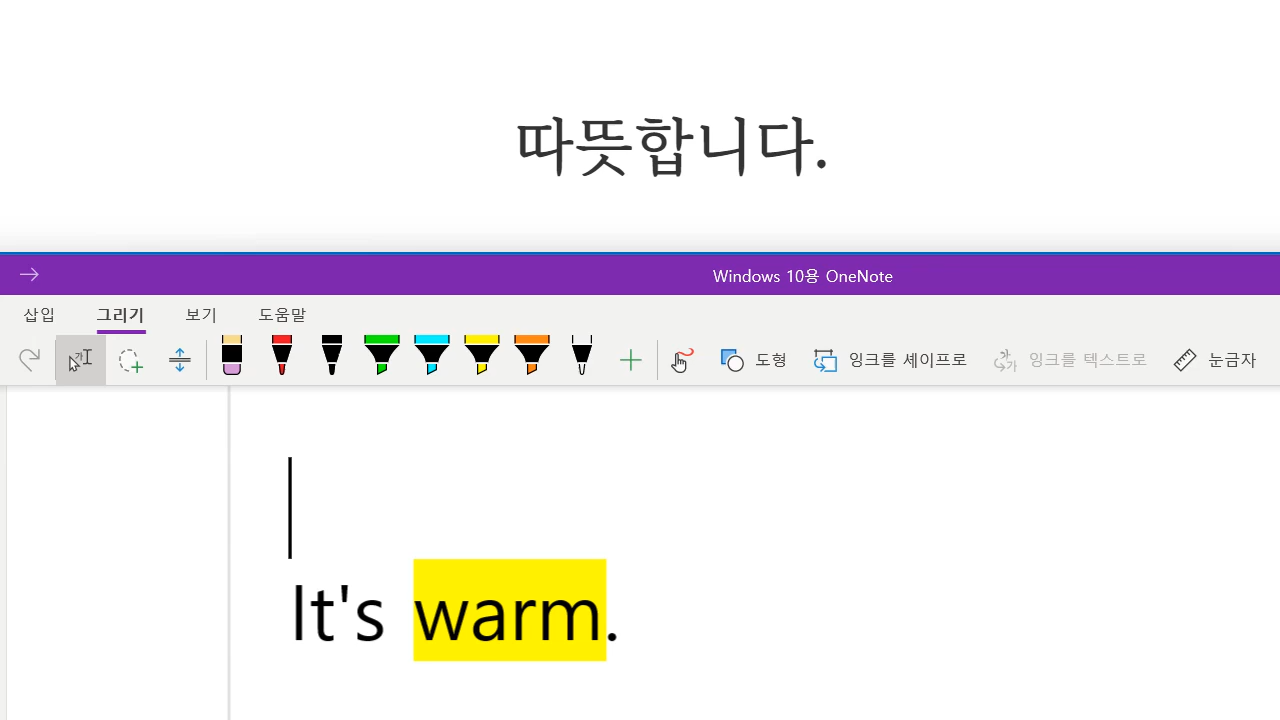 따뜻합니다.
Windows 10용 OneNote
삽입 그리기 보기 도움말
가 도형 잉크를 셰이프로 가 잉크를 텍스트로 눈금자
It's warm.